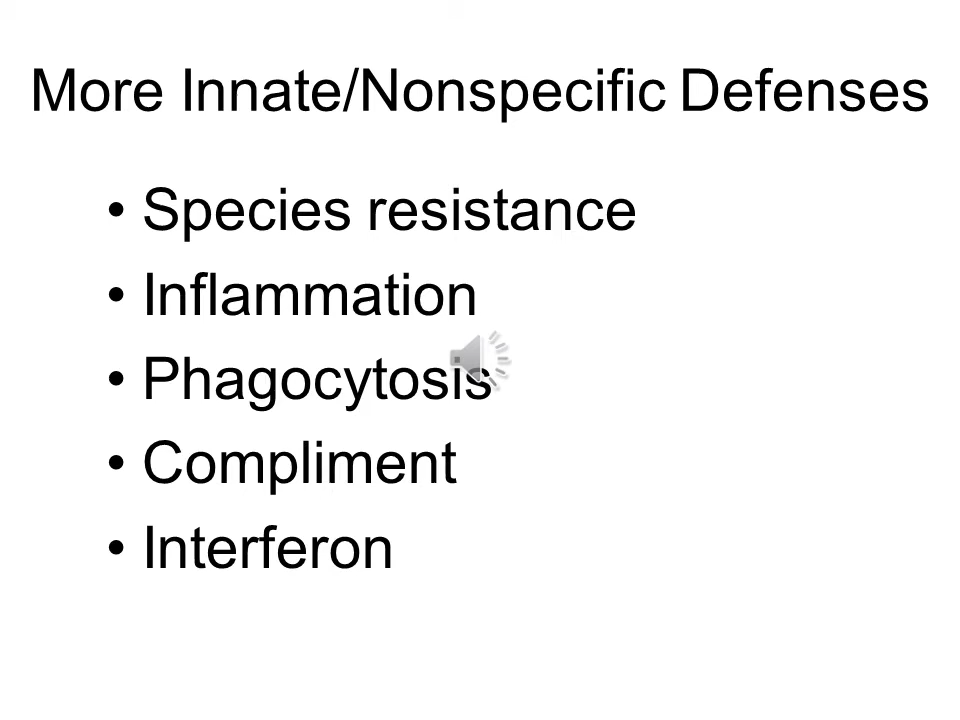 More Innate/Nonspecific Defenses
• Species resistance
• Inflammation
• Phagocytosis
• Compliment
• Interferon